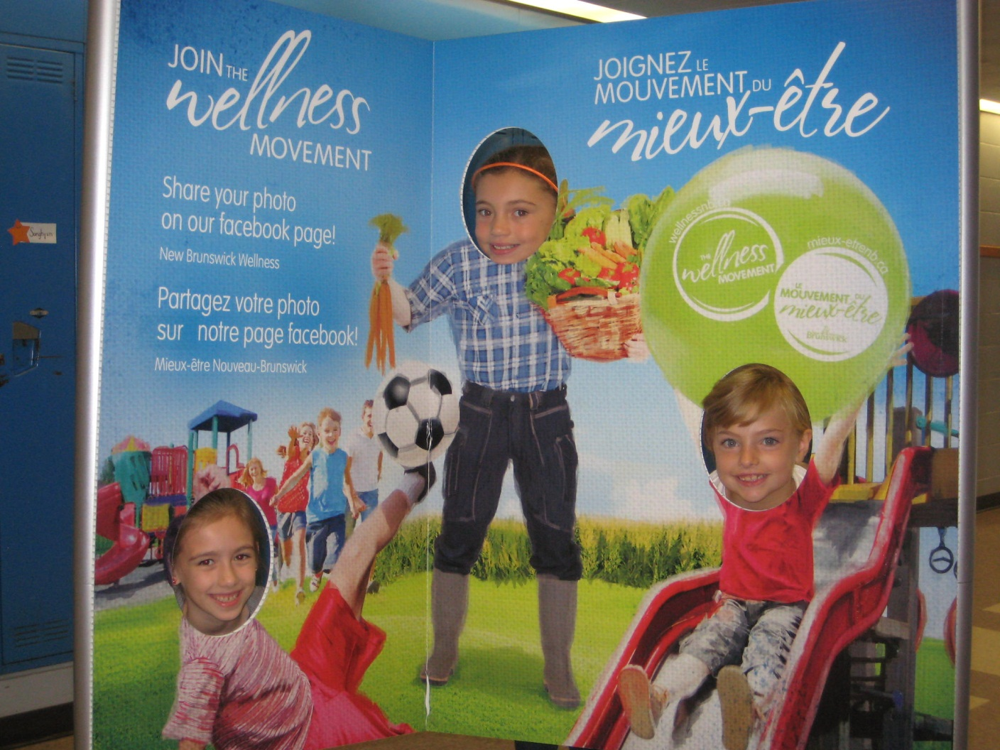 JOIN THE
wellness
MOVEMENT
Share your photo
on our facebook page!
New Brunswick Wellness
Partagez votre photo
sur notre page facebook!
Mieux-être Nouveau-Brunswick
JOIGNEZ LE
MOUVEMENT DU
mieux-être
wellnessnb.ca
THE
wellness
MOVEMENT
mieux-etrenb.ca
LE
MOUVEMENT DU
mieux-être
Brunswick
Sanghyun